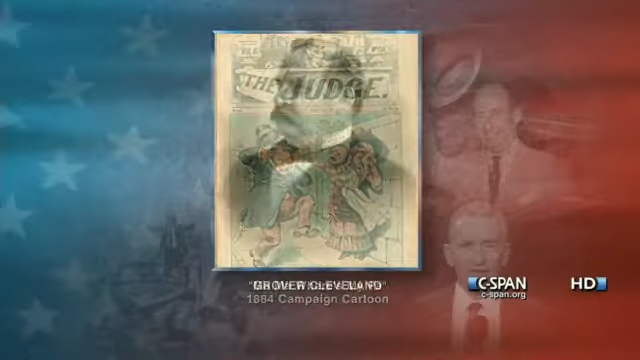 THE JUDGE.
GROVER CLEVELAND
1884 Campaign Cartoon
C-SPAN
c-span.org
HD